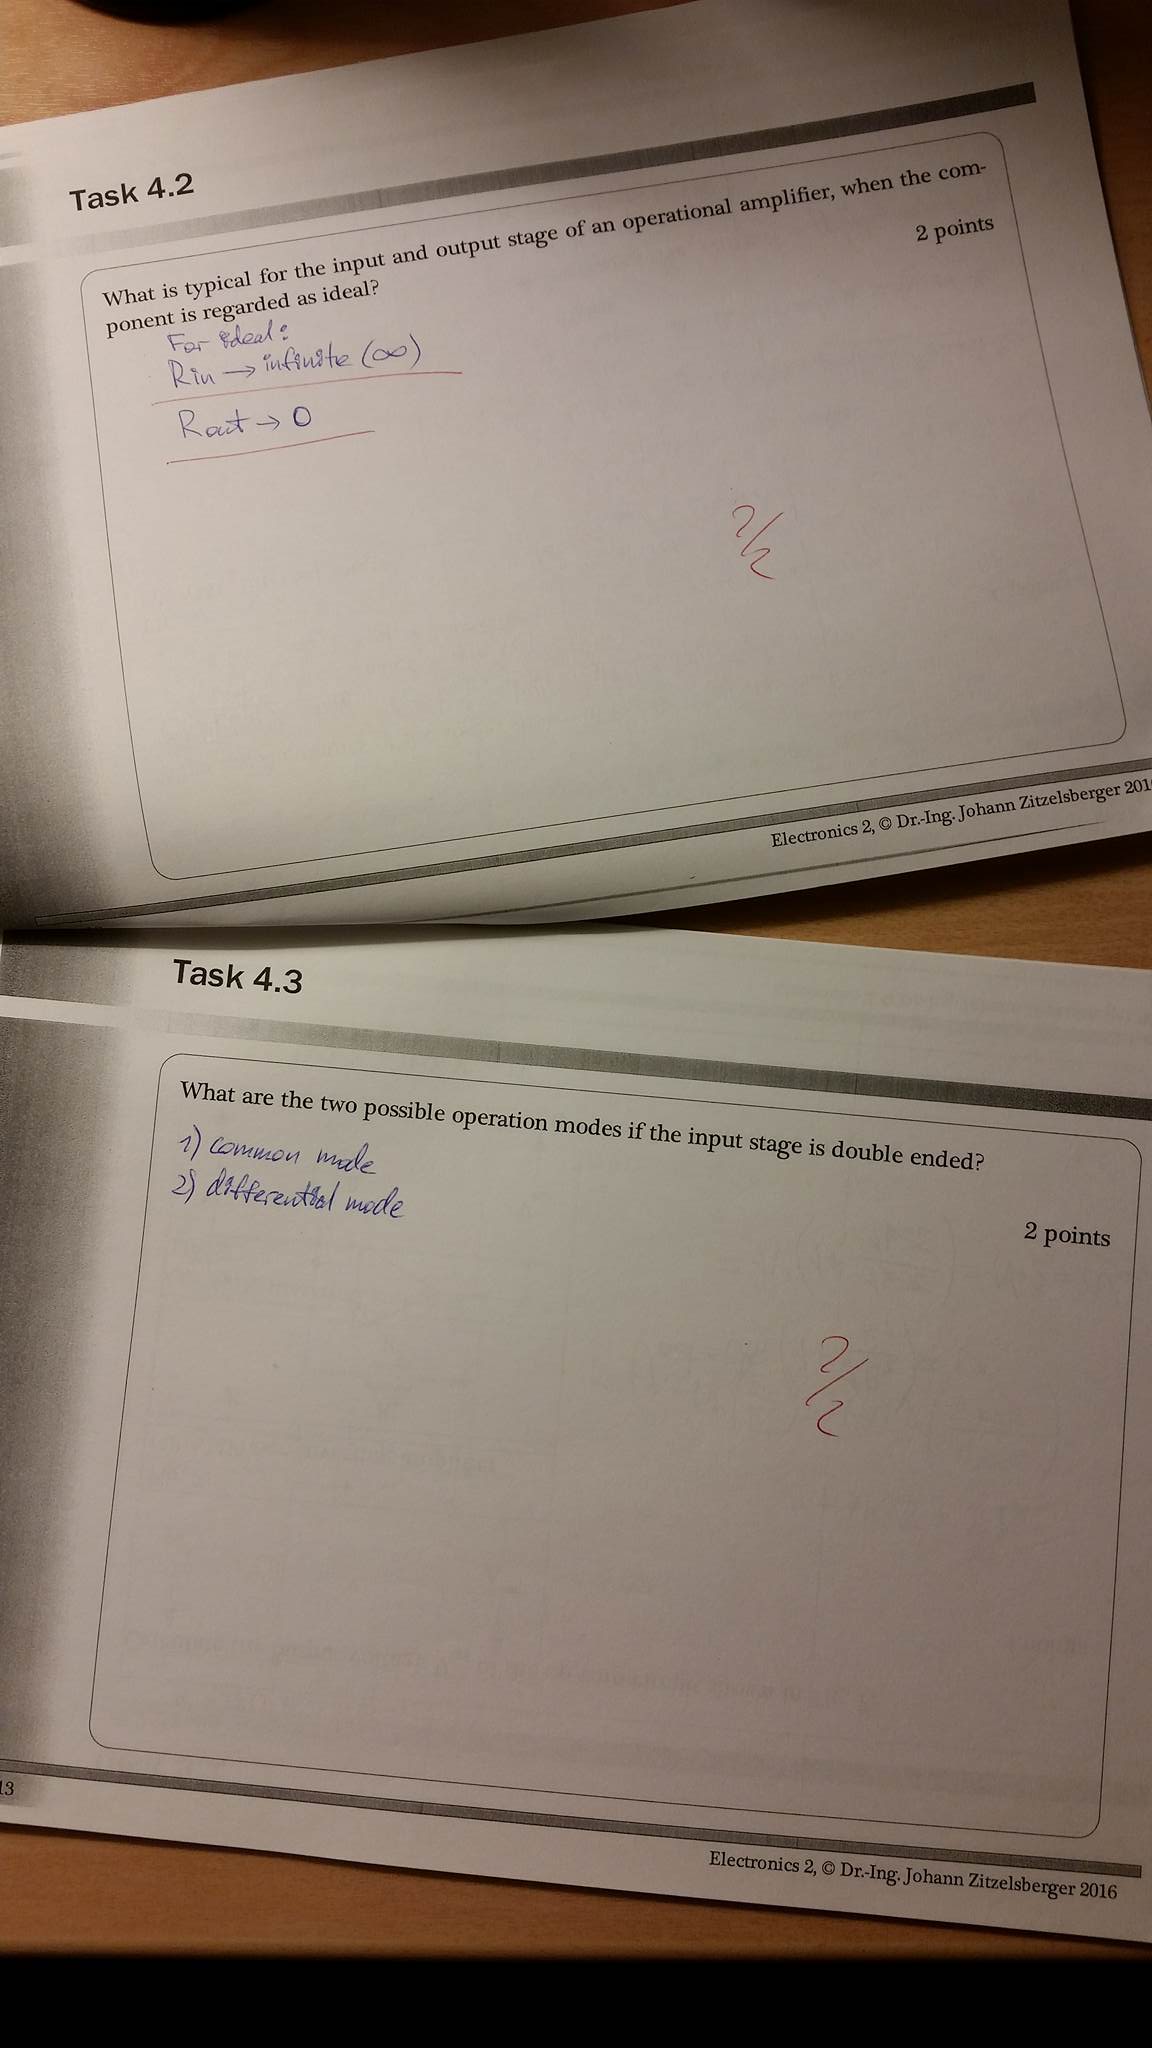 Task 4.2
What is typical for the input and output stage of an operational amplifier, when the com-
ponent is regarded as ideal?
2 points
For ideal:
Rin → infinite (∞)
Rout → 0
2/2
Electronics 2, © Dr.-Ing. Johann Zitzelsberger 201
Task 4.3
What are the two possible operation modes if the input stage is double ended?
1) common mode
2) differential mode
2 points
2/2
13
Electronics 2, © Dr.-Ing. Johann Zitzelsberger 2016